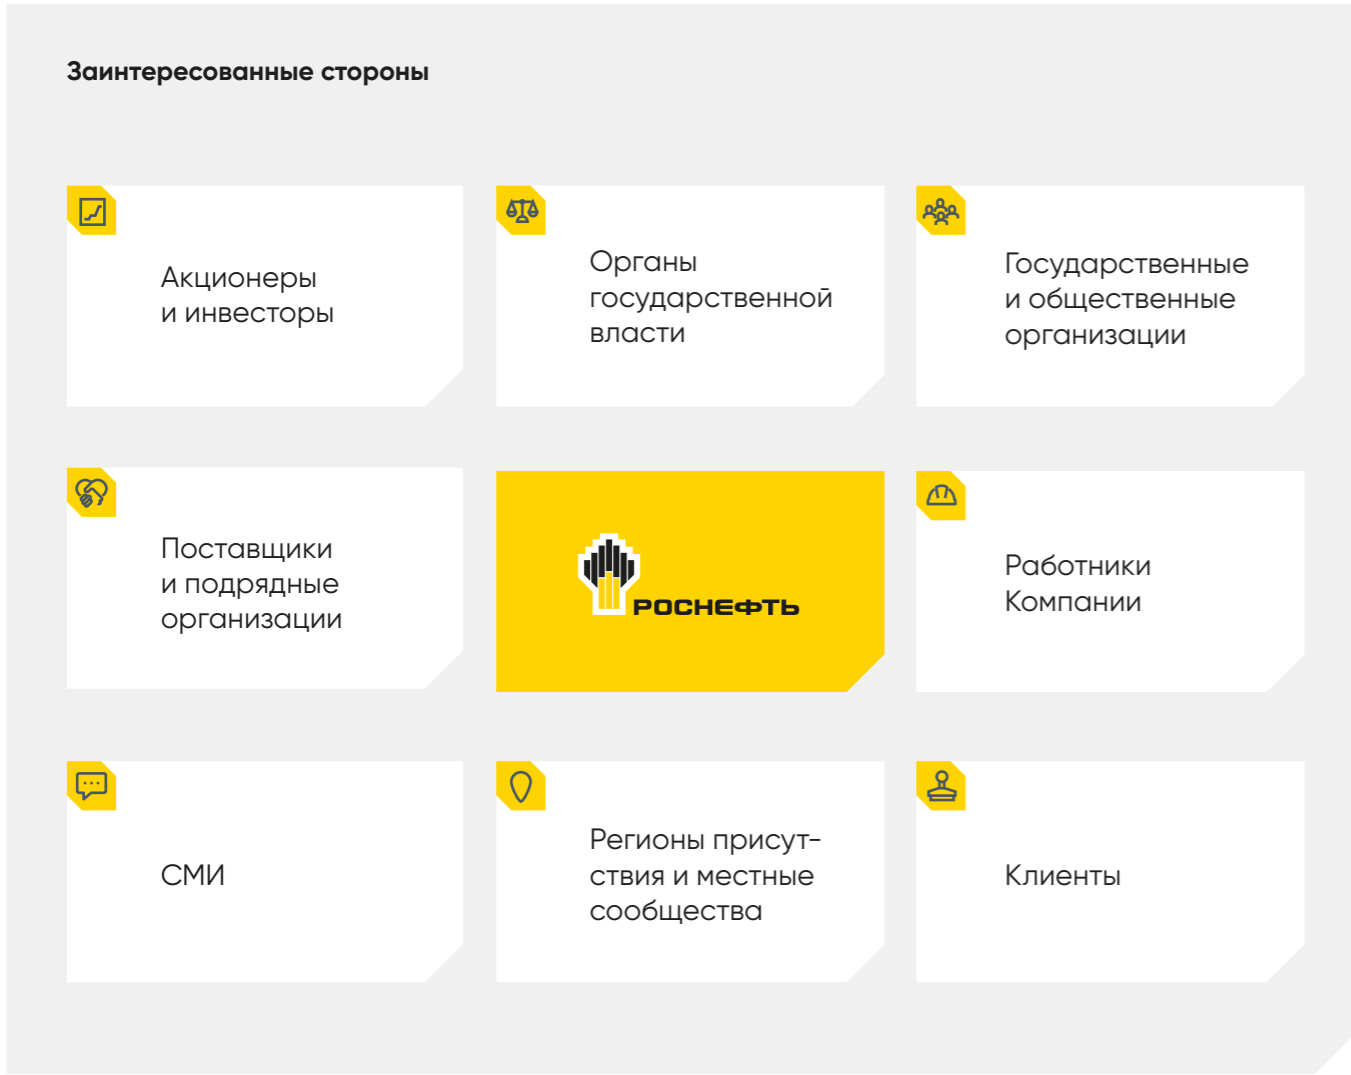 Заинтересованные стороны
Акционеры
и инвесторы
Органы
государственной
власти
Государственные
и общественные
организации
Поставщики
и подрядные
организации
РОСНЕФТЬ
Работники
Компании
СМИ
Регионы присут-
ствия и местные
сообщества
Клиенты